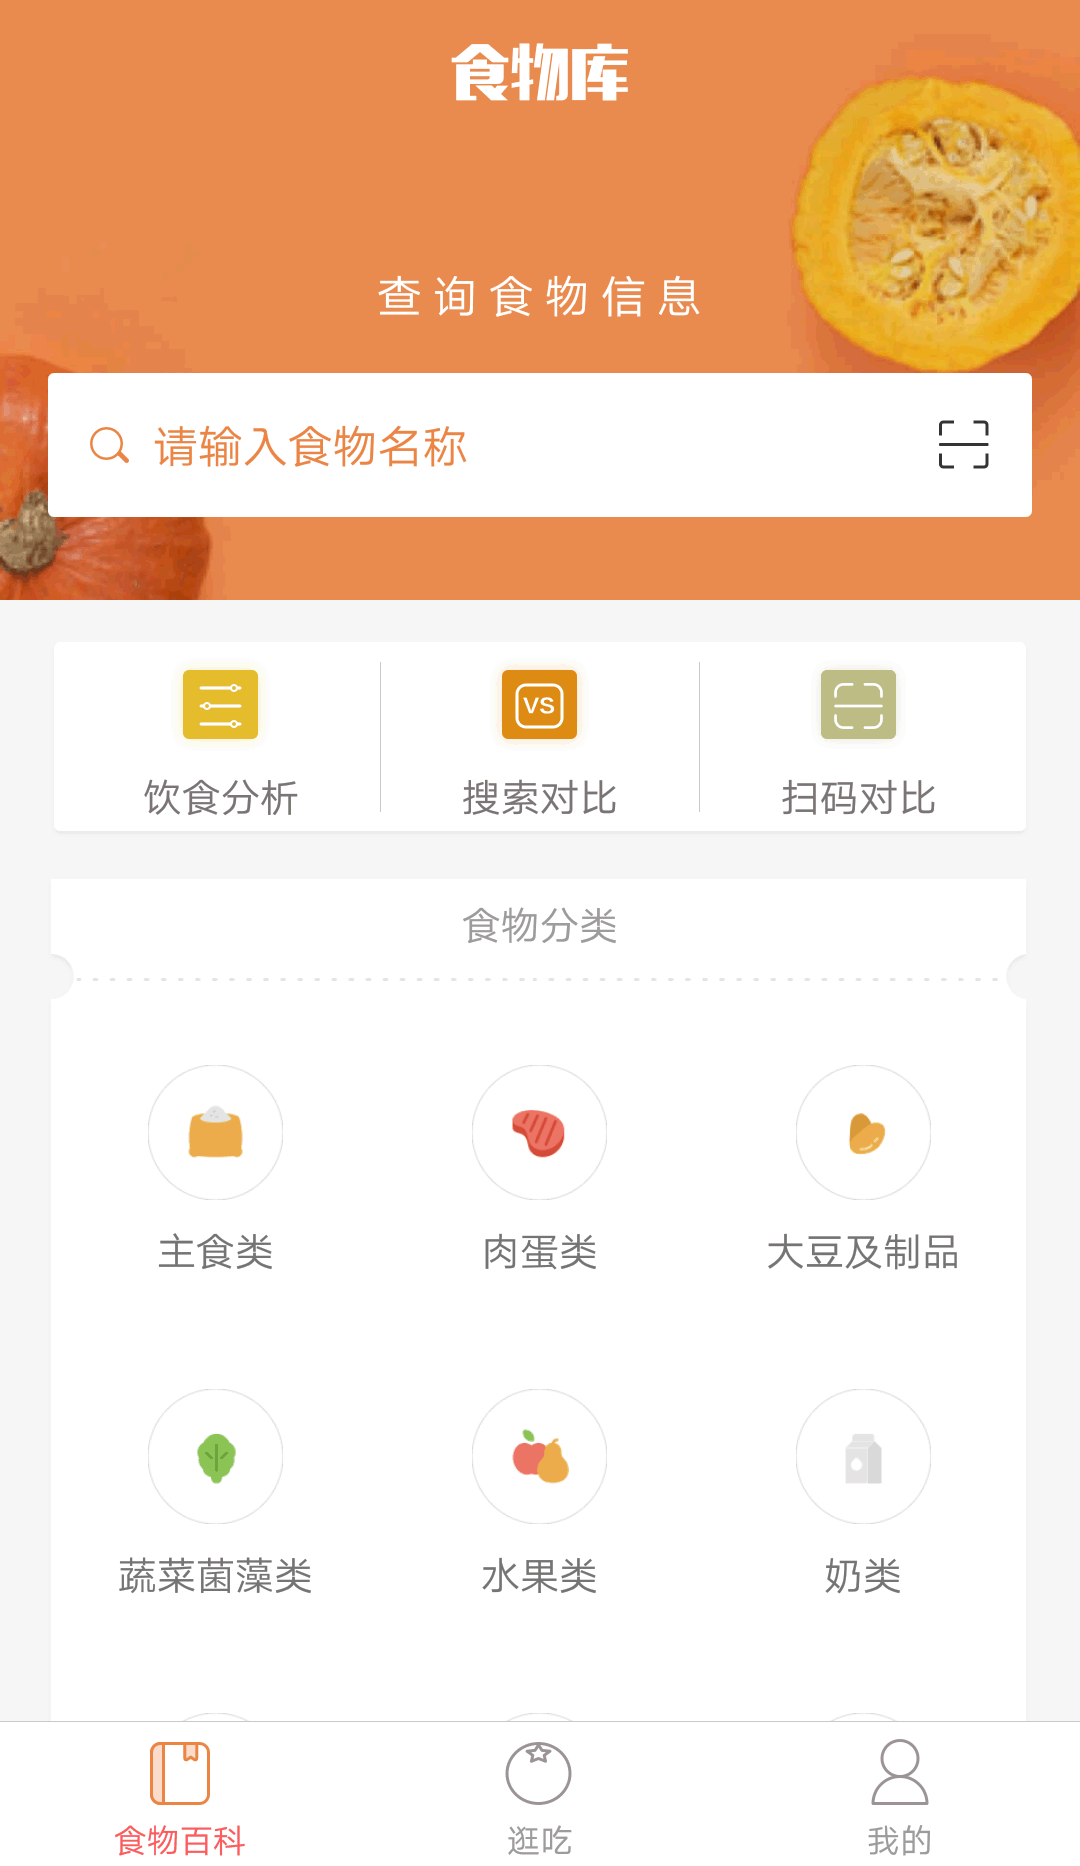 食物库
查询食物信息
请输入食物名称
VS
饮食分析 搜索对比 扫码对比
食物分类
主食类 肉蛋类 大豆及制品
蔬菜菌藻类 水果类 奶类
食物百科 逛吃 我的